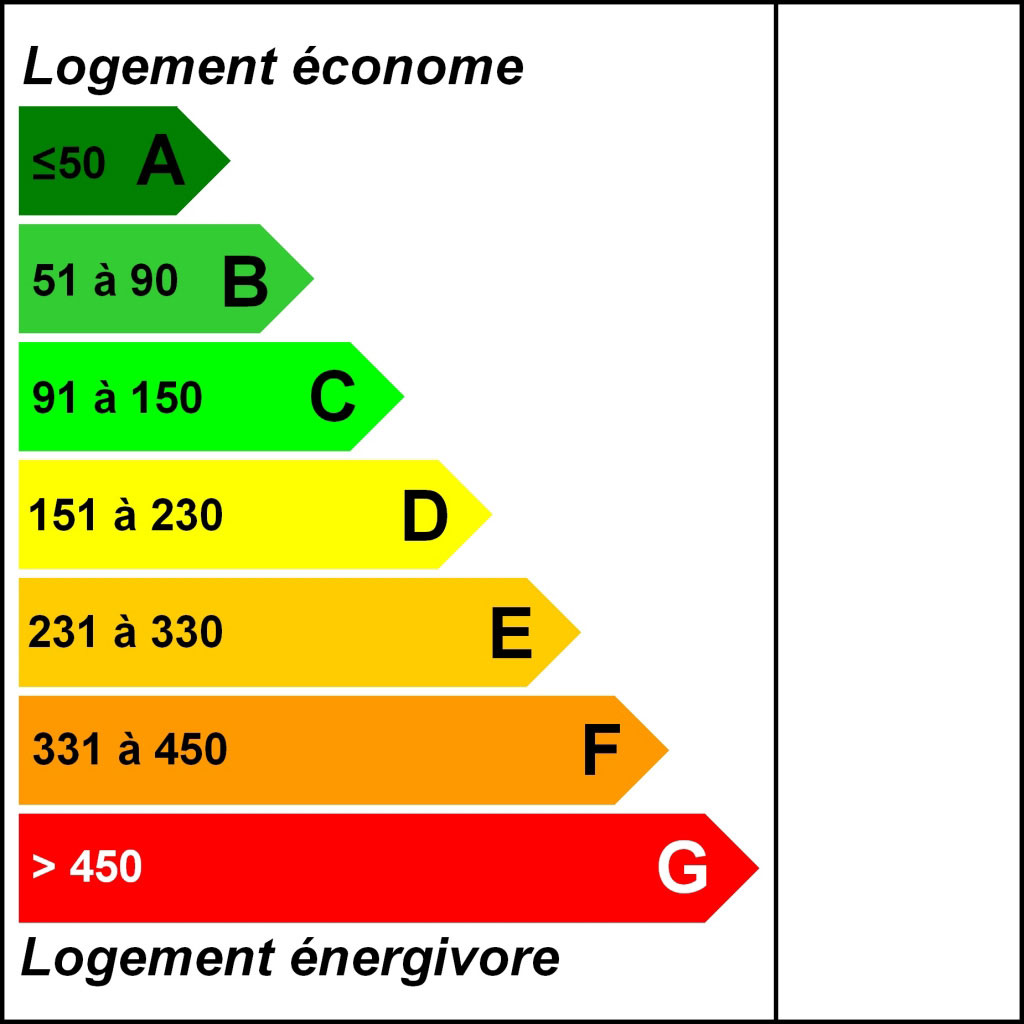 Logement économe
≤50 A
51 à 90 B
91 à 150 C
151 à 230 D
231 à 330 E
331 à 450 F
> 450 G
Logement énergivore